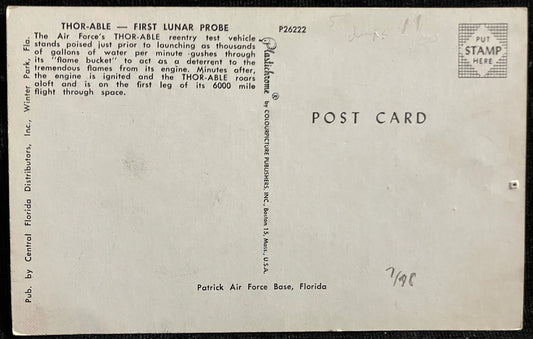 THOR-ABLE — FIRST LUNAR PROBE
The Air Force's THOR-ABLE reentry test vehicle
stands poised just prior to launching as thousands
of gallons of water per minute gushes through
its "flame bucket" to act as a deterrent to the
tremendous flames from its engine. Minutes after,
the engine is ignited and the THOR-ABLE roars
aloft and is on the first leg of its 6000 mile
flight through space.
Pub. by Central Florida Distributors, Inc., Winter Park, Fla.
P26222
Plastichrome ® by COLOURPICTURE PUBLISHERS, INC., Boston 15, Mass., U.S.A.
PUT
STAMP
HERE
POST CARD
7/98
Patrick Air Force Base, Florida